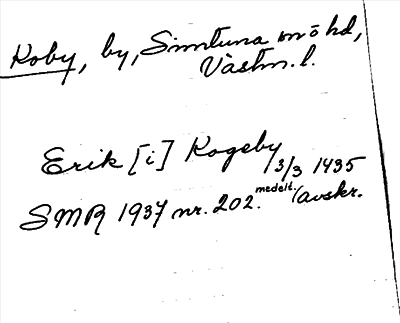 Koby, by, Simtuna sn o hd,
Västm. l.
Erik [i] Kogeby 3/3 1435
SMR 1937 nr. 202. medelt. avskr.